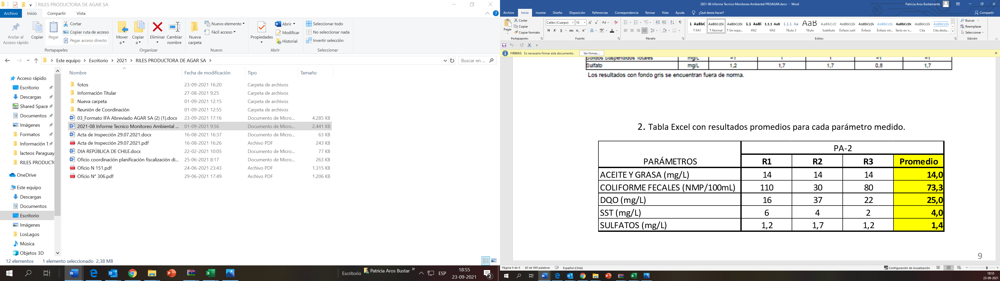 RILES PRODUCTORA DE AGAR SA
Archivo Inicio Compartir Vista
Anclar al Acceso rápido
Copiar
Pegar
Cortar
Copiar ruta de acceso
Pegar acceso directo
Portapapeles
Mover a
Copiar a
Eliminar
Cambiar nombre
Organizar
Nueva carpeta
Nuevo elemento
Fácil acceso
Nuevo
Propiedades
Abrir
Modificar
Historial
Abrir
Seleccionar todo
No seleccionar nada
Invertir selección
Seleccionar
Este equipo > Escritorio > 2021 > RILES PRODUCTORA DE AGAR SA >
Buscar en ...
Acceso rápido
Escritorio
Descargas
Shared Space
Documentos
Imágenes
Formatos
Información 1
lacteos Paraguay
RILES PRODUCT
OneDrive
Este equipo
Descargas
Documentos
Escritorio
Imágenes
LosLagos
Música
Objetos 3D
Nombre Fecha de modificación Tipo Tamaño
fotos 23-09-2021 16:20 Carpeta de archivos
Información Titular 27-08-2021 9:25 Carpeta de archivos
Nueva carpeta 01-09-2021 12:15 Carpeta de archivos
Reunión de Coordinación 01-09-2021 12:55 Carpeta de archivos
03_Formato IFA Abreviado AGAR SA (2) (1).docx 23-09-2021 17:16 Documento de Micro... 4.285 KB
2021-08 Informe Tecnico Monitoreo Ambiental ... 01-09-2021 9:56 Documento de Micro... 2.441 KB
Acta de Inspección 29.07.2021.docx 16-08-2021 16:37 Documento de Micro... 63 KB
Acta de Inspección 29.07.2021.pdf 16-08-2021 16:26 Archivo PDF 243 KB
DIA REPÚBLICA DE CHILE.docx 22-02-2021 10:05 Documento de Micro... 77 KB
Oficio coordinación planificación fiscalización di... 25-06-2021 8:17 Documento de Micro... 263 KB
Oficio N 151.pdf 24-06-2021 23:43 Archivo PDF 1.315 KB
Oficio N° 306.pdf 29-06-2021 17:49 Archivo PDF 1.206 KB
12 elementos 1 elemento seleccionado 2,38 MB
Escritorio Patricia Aros Bustar » ESP 18:55
23-09-2021
2
2021-08 Informe Tecnico Monitoreo Ambiental PROAGAR.docx - Word
Patricia Aros Bustamante
Archivo Inicio Insertar Diseño Disposición Referencias Correspondencia Revisar Vista Ayuda ¿Qué desea hacer? Compartir
Pegar
Cortar
Copiar
Copiar formato
Portapapeles
Calibri (Cuerpo) 10
N K S abc
Fuente
Párrafo
1 AaBbC AaBbCcDc AaBbCcDc 1.1 AaBl 1.1.1 AaB 1.1.1 Aa AaB AaBbCcD AaBbCcDc AaBbCcDc AaBbCcDc AaBbCcDc AaBbCcDc AaBbCcDc
¶ IFA1 ¶ Normal ¶ Sin espa... IFA2 IFA3 Título 3 Título Subtítulo Énfasis sutil Énfasis Énfasis int... Texto en n... Cita Cita desta...
Estilos
Buscar
Reemplazar
Seleccionar
Edición
FIRMAS Es necesario firmar este documento. Ver firmas...
Sólidos Suspendidos Totales mg/L <1 1 1 <1 <1
Sulfato mg/L 1,2 1,7 1,7 0,8 1,7
Los resultados con fondo gris se encuentran fuera de norma.
2. Tabla Excel con resultados promedios para cada parámetro medido.
PA-2
PARÁMETROS R1 R2 R3 Promedio
ACEITE Y GRASA (mg/L) 14 14 14 14,0
COLIFORME FECALES (NMP/100mL) 110 30 80 73,3
DQO (mg/L) 16 37 22 25,0
SST (mg/L) 6 4 2 4,0
SULFATOS (mg/L) 1,2 1,7 1,2 1,4
9
Página 9 de 9 80 de 999 palabras Español (Chile) Configuración de visualización
18:55
23-09-2021